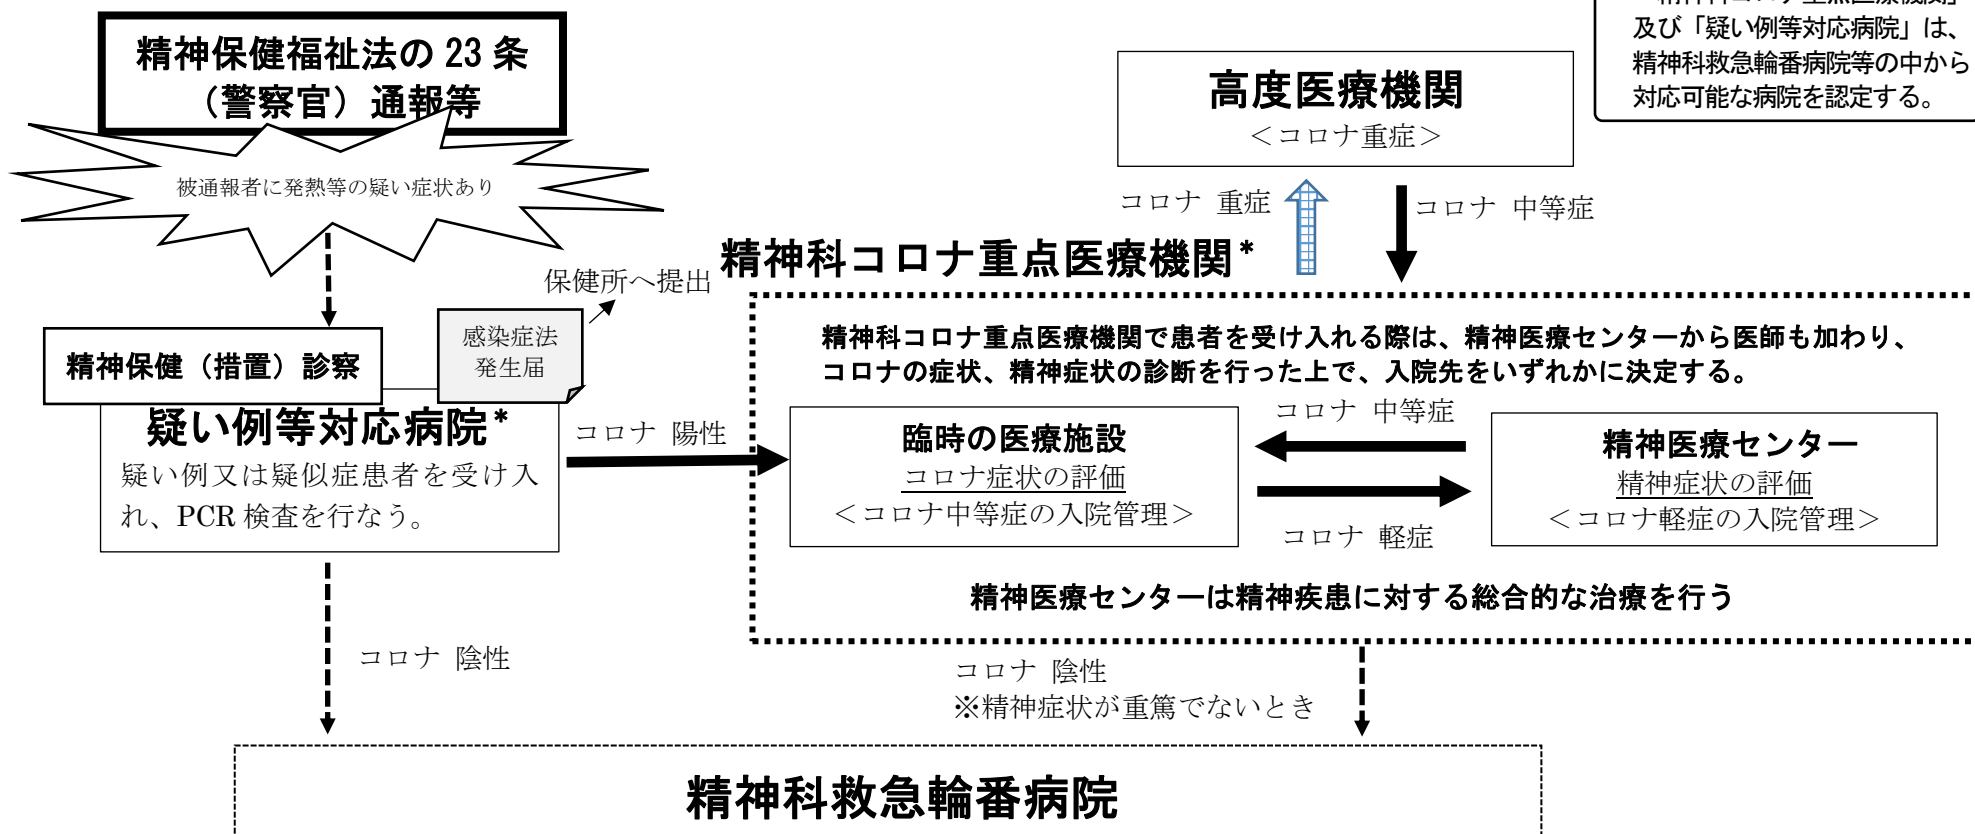 精神保健福祉法の 23 条
（警察官）通報等
被通報者に発熱等の疑い症状あり
精神保健（措置）診察
感染症法
発生届
保健所へ提出
疑い例等対応病院*
疑い例又は疑似症患者を受け入
れ、PCR 検査を行なう。
コロナ 陽性
コロナ 陰性
高度医療機関
＜コロナ重症＞
及び「疑い例等対応病院」は、
精神科救急輪番病院等の中から
対応可能な病院を認定する。
コロナ 重症
コロナ 中等症
精神科コロナ重点医療機関*
精神科コロナ重点医療機関で患者を受け入れる際は、精神医療センターから医師も加わり、
コロナの症状、精神症状の診断を行った上で、入院先をいずれかに決定する。
臨時の医療施設
コロナ症状の評価
＜コロナ中等症の入院管理＞
コロナ 中等症
コロナ 軽症
精神医療センター
精神症状の評価
＜コロナ軽症の入院管理＞
精神医療センターは精神疾患に対する総合的な治療を行う
コロナ 陰性
※精神症状が重篤でないとき
精神科救急輪番病院